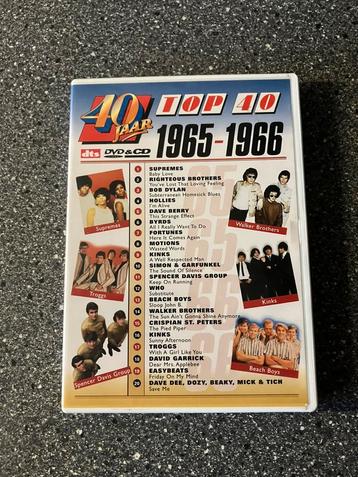 40 JAAR
TOP 40
dts DVD & CD
1965-1966
1 SUPREMES
Baby Love
2 RIGHTEOUS BROTHERS
You've Lost That Loving Feeling
3 BOB DYLAN
Subterranean Homesick Blues
4 HOLLIES
I'm Alive
5 DAVE BERRY
This Strange Effect
6 BYRDS
All I Really Want To Do
7 FORTUNES
Here It Comes Again
8 MOTIONS
Wasted Words
9 KINKS
A Well Respected Man
10 SIMON & GARFUNKEL
The Sound Of Silence
11 SPENCER DAVIS GROUP
Keep On Running
12 WHO
Substitute
13 BEACH BOYS
Sloop John B.
14 WALKER BROTHERS
The Sun Ain't Gonna Shine Anymore
15 CRISPIAN ST. PETERS
The Pied Piper
16 KINKS
Sunny Afternoon
17 TROGGS
With A Girl Like You
18 DAVID GARRICK
Dear Mrs. Applebee
19 EASYBEATS
Friday On My Mind
20 DAVE DEE, DOZY, BEAKY, MICK & TICH
Save Me
Supremes
Walker Brothers
Troggs
Kinks
Spencer Davis Group
Beach Boys